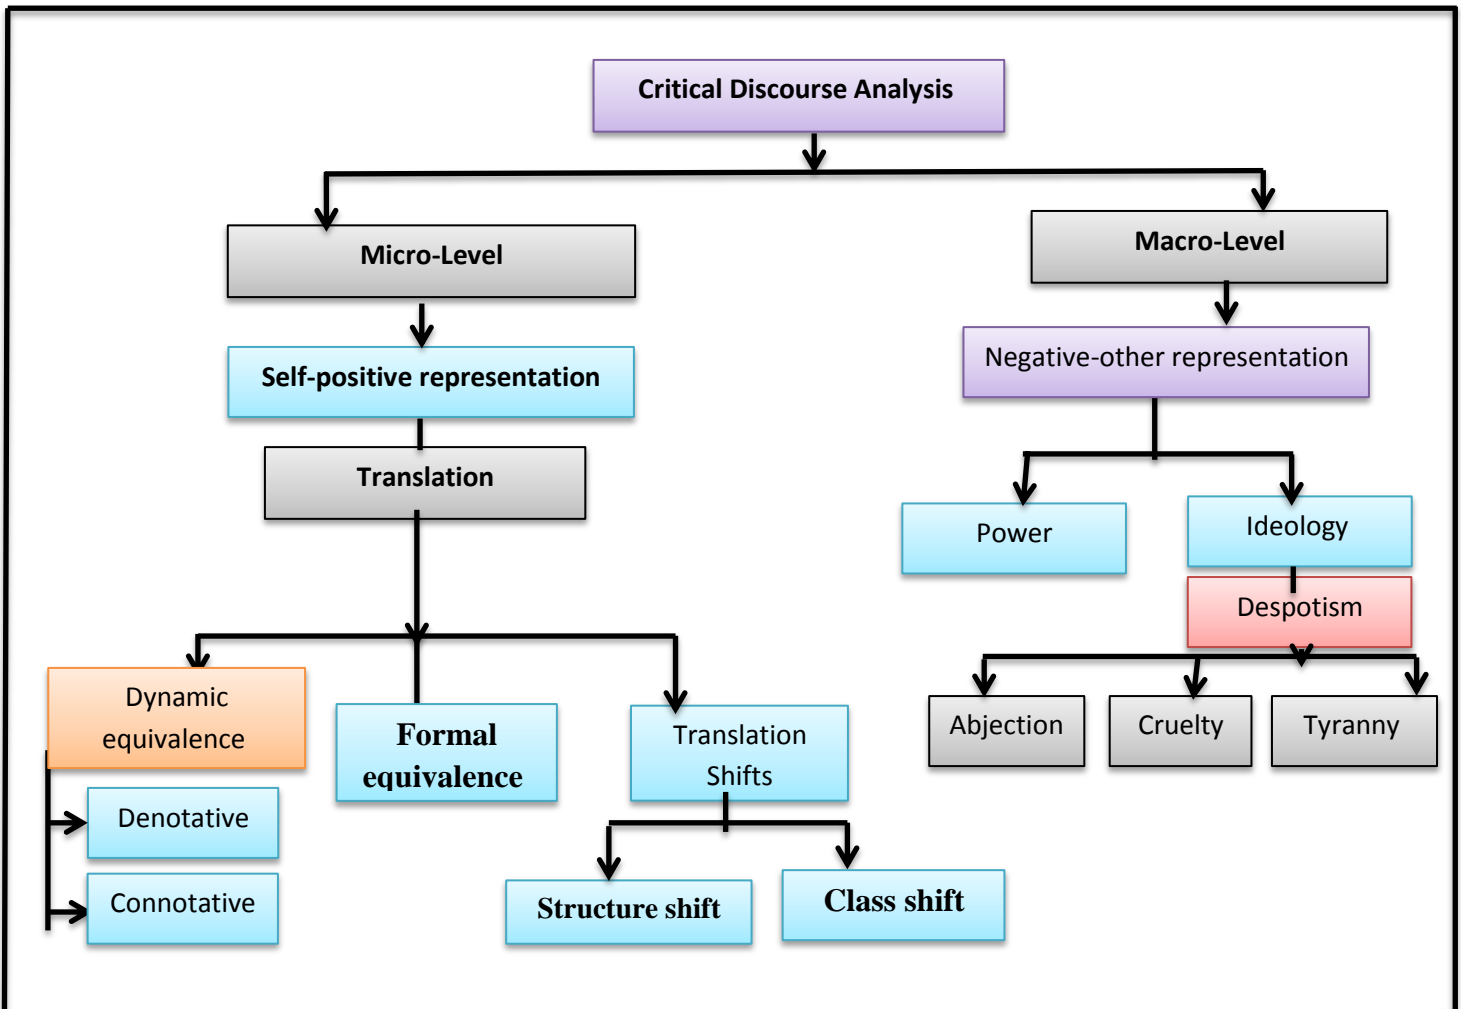 Critical Discourse Analysis
Micro-Level
Macro-Level
Self-positive representation
Negative-other representation
Translation
Power
Ideology
Despotism
Dynamic
equivalence
Formal
equivalence
Translation
Shifts
Abjection
Cruelty
Tyranny
Denotative
Connotative
Structure shift
Class shift